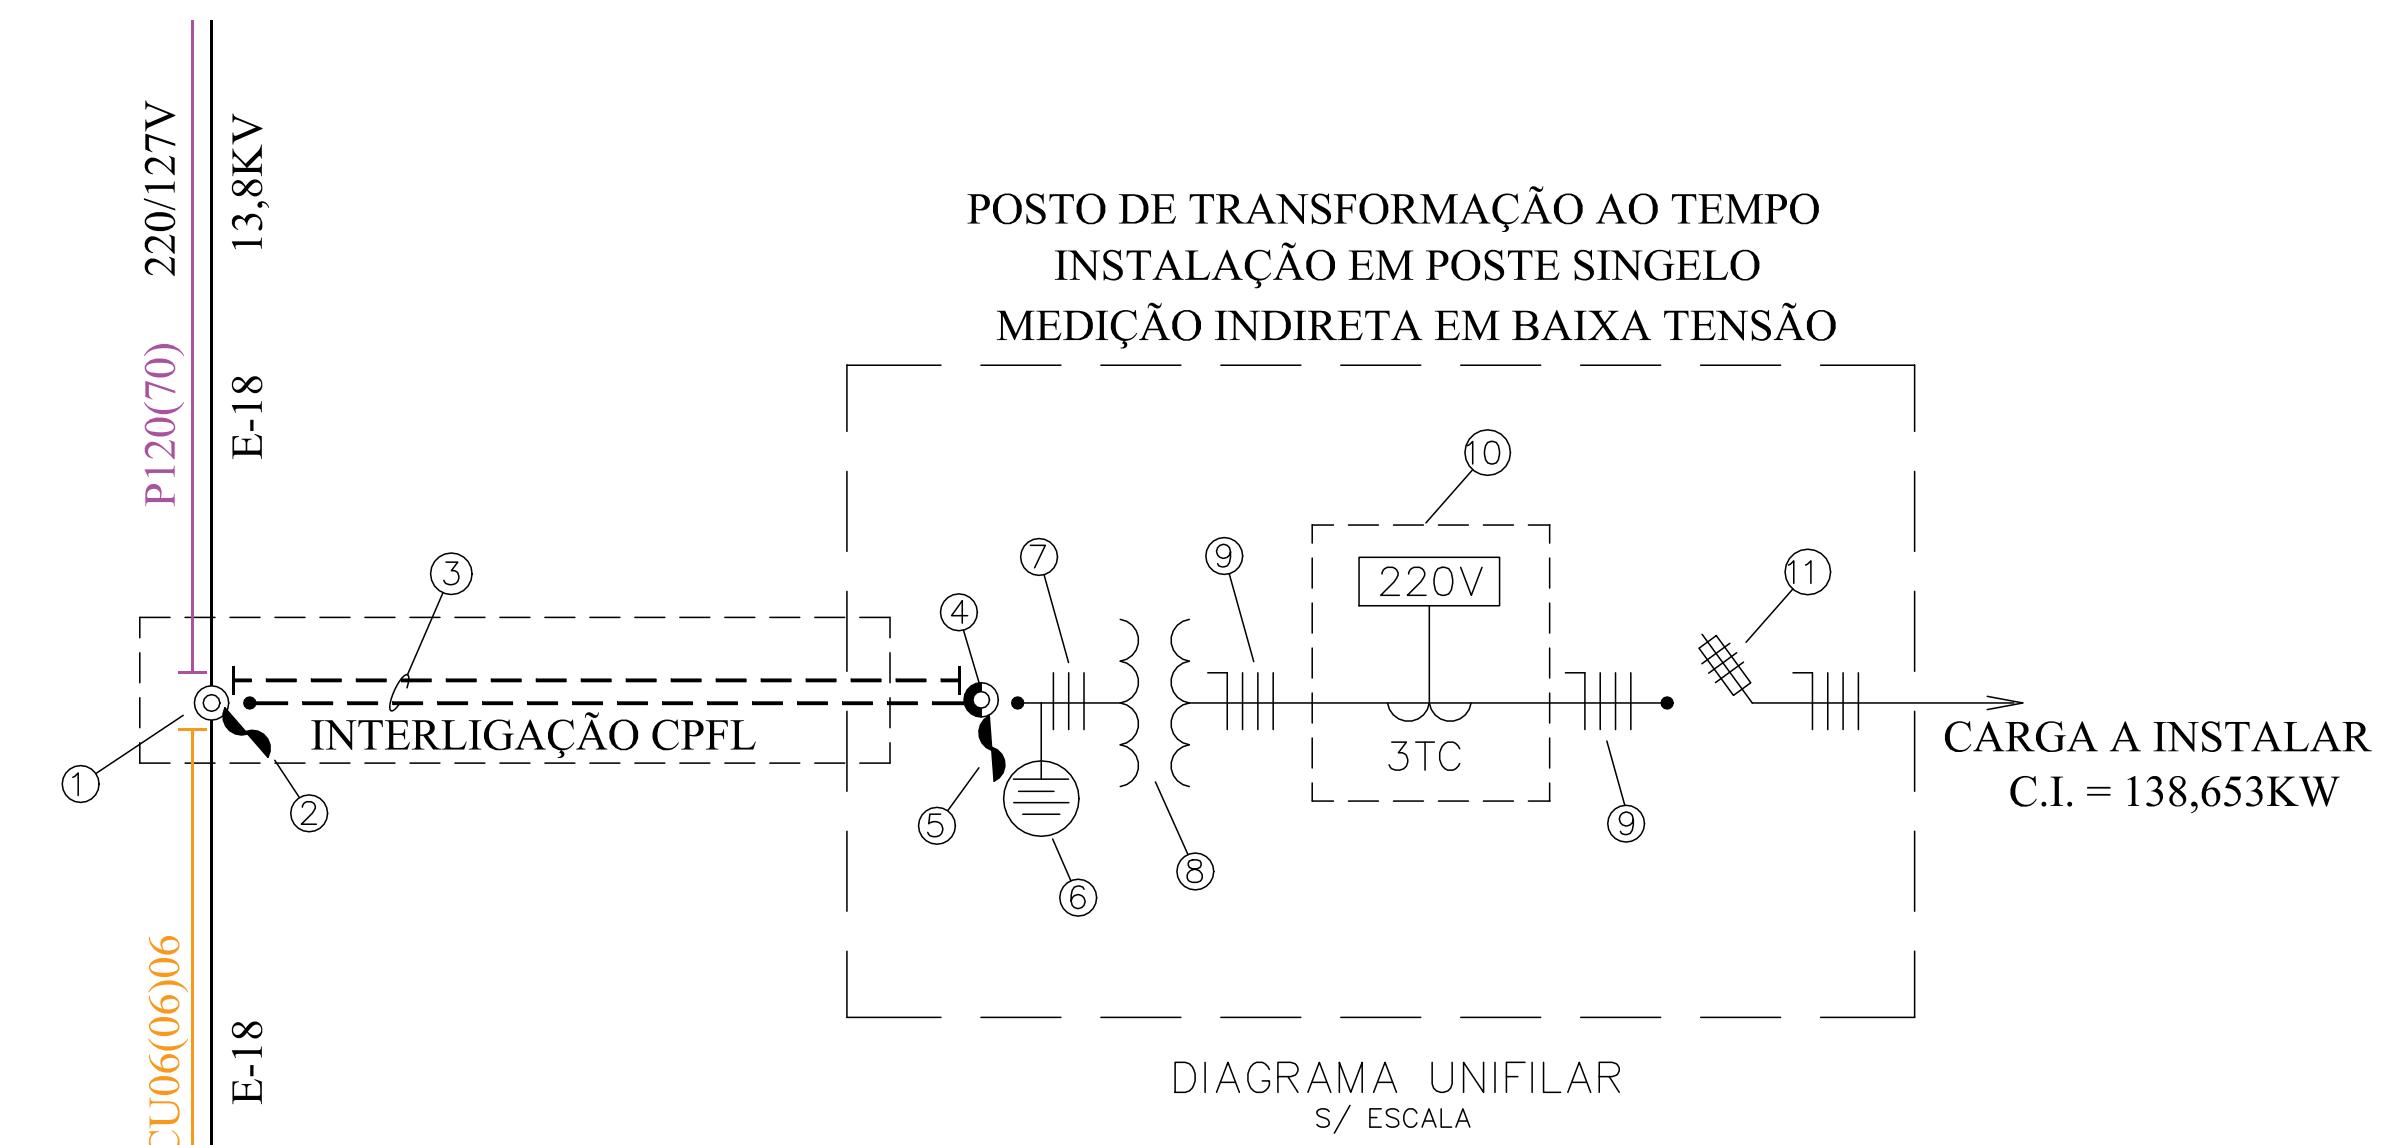 220/127V
13,8KV
P120(70)
E-18
POSTO DE TRANSFORMAÇÃO AO TEMPO
INSTALAÇÃO EM POSTE SINGELO
MEDIÇÃO INDIRETA EM BAIXA TENSÃO
10
3
7
9
220V
11
4
INTERLIGAÇÃO CPFL
3TC
CARGA A INSTALAR
C.I. = 138,653KW
1
2
5
6
8
9
CU06(06)06
E-18
DIAGRAMA UNIFILAR
S/ ESCALA